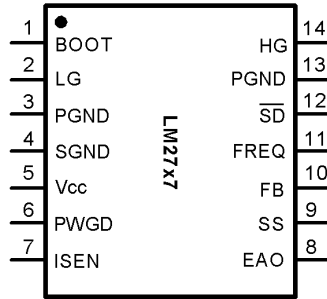 1 BOOT HG 14
2 LG PGND 13
3 PGND SD 12
4 SGND FREQ 11
5 Vcc FB 10
6 PWGD SS 9
7 ISEN EAO 8
LM27x7